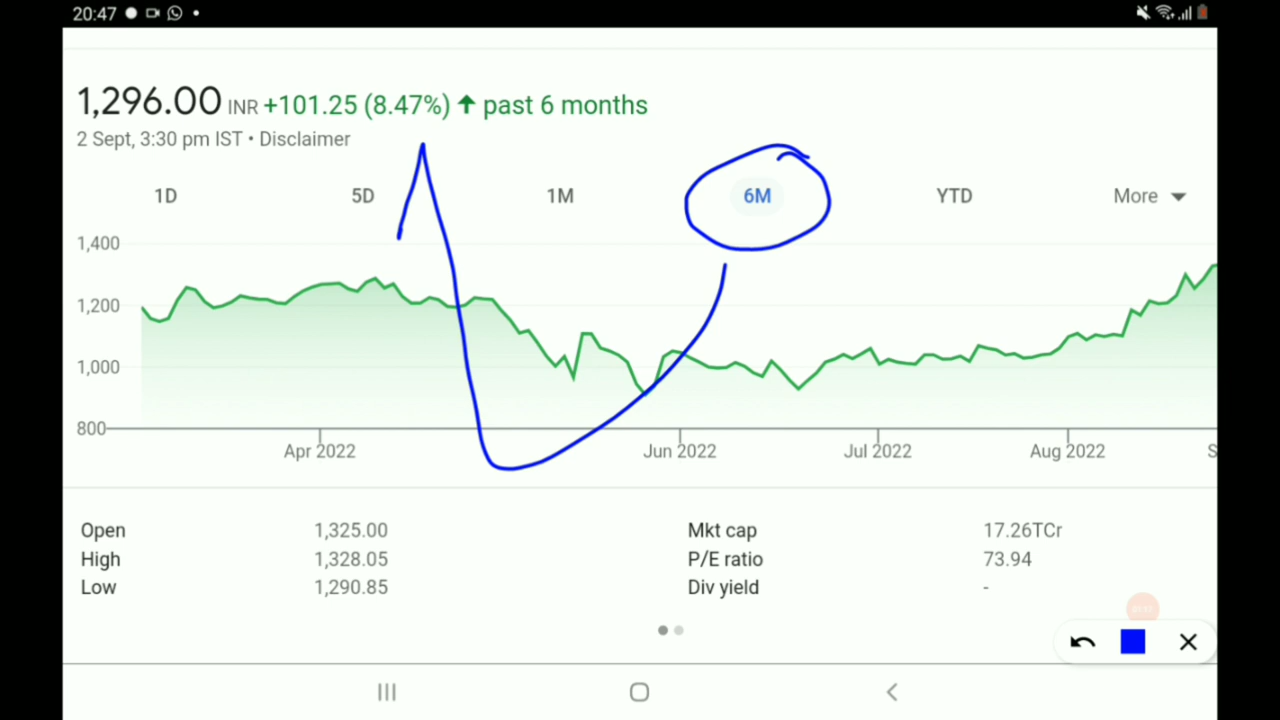 20:47
1,296.00 INR +101.25 (8.47%) ↑ past 6 months
2 Sept, 3:30 pm IST • Disclaimer
1D 5D 1M 6M YTD More
1,400
1,200
1,000
800
Apr 2022 Jun 2022 Jul 2022 Aug 2022 S
Open 1,325.00 Mkt cap 17.26TCr
High 1,328.05 P/E ratio 73.94
Low 1,290.85 Div yield -